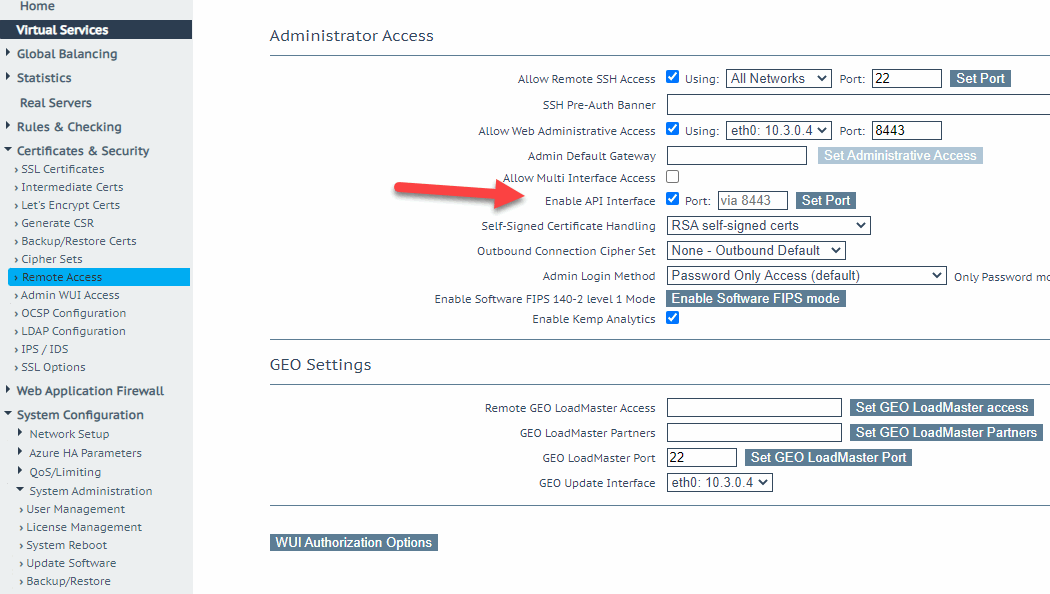 Home
Virtual Services
Global Balancing
Statistics
Real Servers
Rules & Checking
Certificates & Security
› SSL Certificates
› Intermediate Certs
› Let's Encrypt Certs
› Generate CSR
› Backup/Restore Certs
› Cipher Sets
› Remote Access
› Admin WUI Access
› OCSP Configuration
› LDAP Configuration
› IPS / IDS
› SSL Options
Web Application Firewall
System Configuration
Network Setup
Azure HA Parameters
QoS/Limiting
System Administration
› User Management
› License Management
› System Reboot
› Update Software
› Backup/Restore
Administrator Access
Allow Remote SSH Access Using: All Networks Port: 22 Set Port
SSH Pre-Auth Banner
Allow Web Administrative Access Using: eth0: 10.3.0.4 Port: 8443
Admin Default Gateway Set Administrative Access
Allow Multi Interface Access
Enable API Interface Port: via 8443 Set Port
Self-Signed Certificate Handling RSA self-signed certs
Outbound Connection Cipher Set None - Outbound Default
Admin Login Method Password Only Access (default) Only Password mo
Enable Software FIPS 140-2 level 1 Mode Enable Software FIPS mode
Enable Kemp Analytics
GEO Settings
Remote GEO LoadMaster Access Set GEO LoadMaster access
GEO LoadMaster Partners Set GEO LoadMaster Partners
GEO LoadMaster Port 22 Set GEO LoadMaster Port
GEO Update Interface eth0: 10.3.0.4
WUI Authorization Options